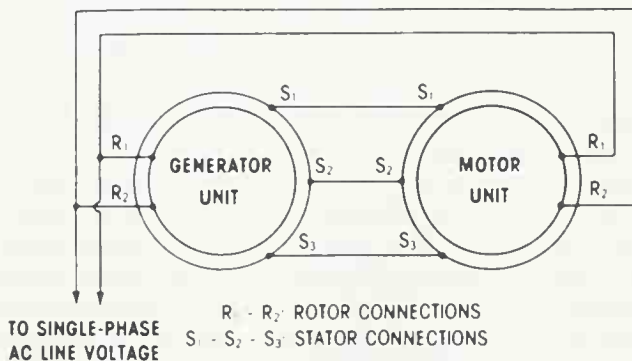 S₁ S₁
R₁ GENERATOR UNIT S₂ S₂ MOTOR UNIT R₁
R₂ R₂
S₃ S₃
TO SINGLE-PHASE
AC LINE VOLTAGE
R₁ - R₂ ROTOR CONNECTIONS
S₁ - S₂ - S₃ STATOR CONNECTIONS